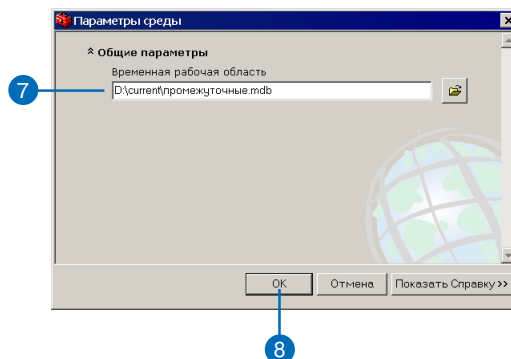 Параметры среды
Общие параметры
Временная рабочая область
7
D:\current\промежуточные.mdb
OK
Отмена
Показать Справку >>
8